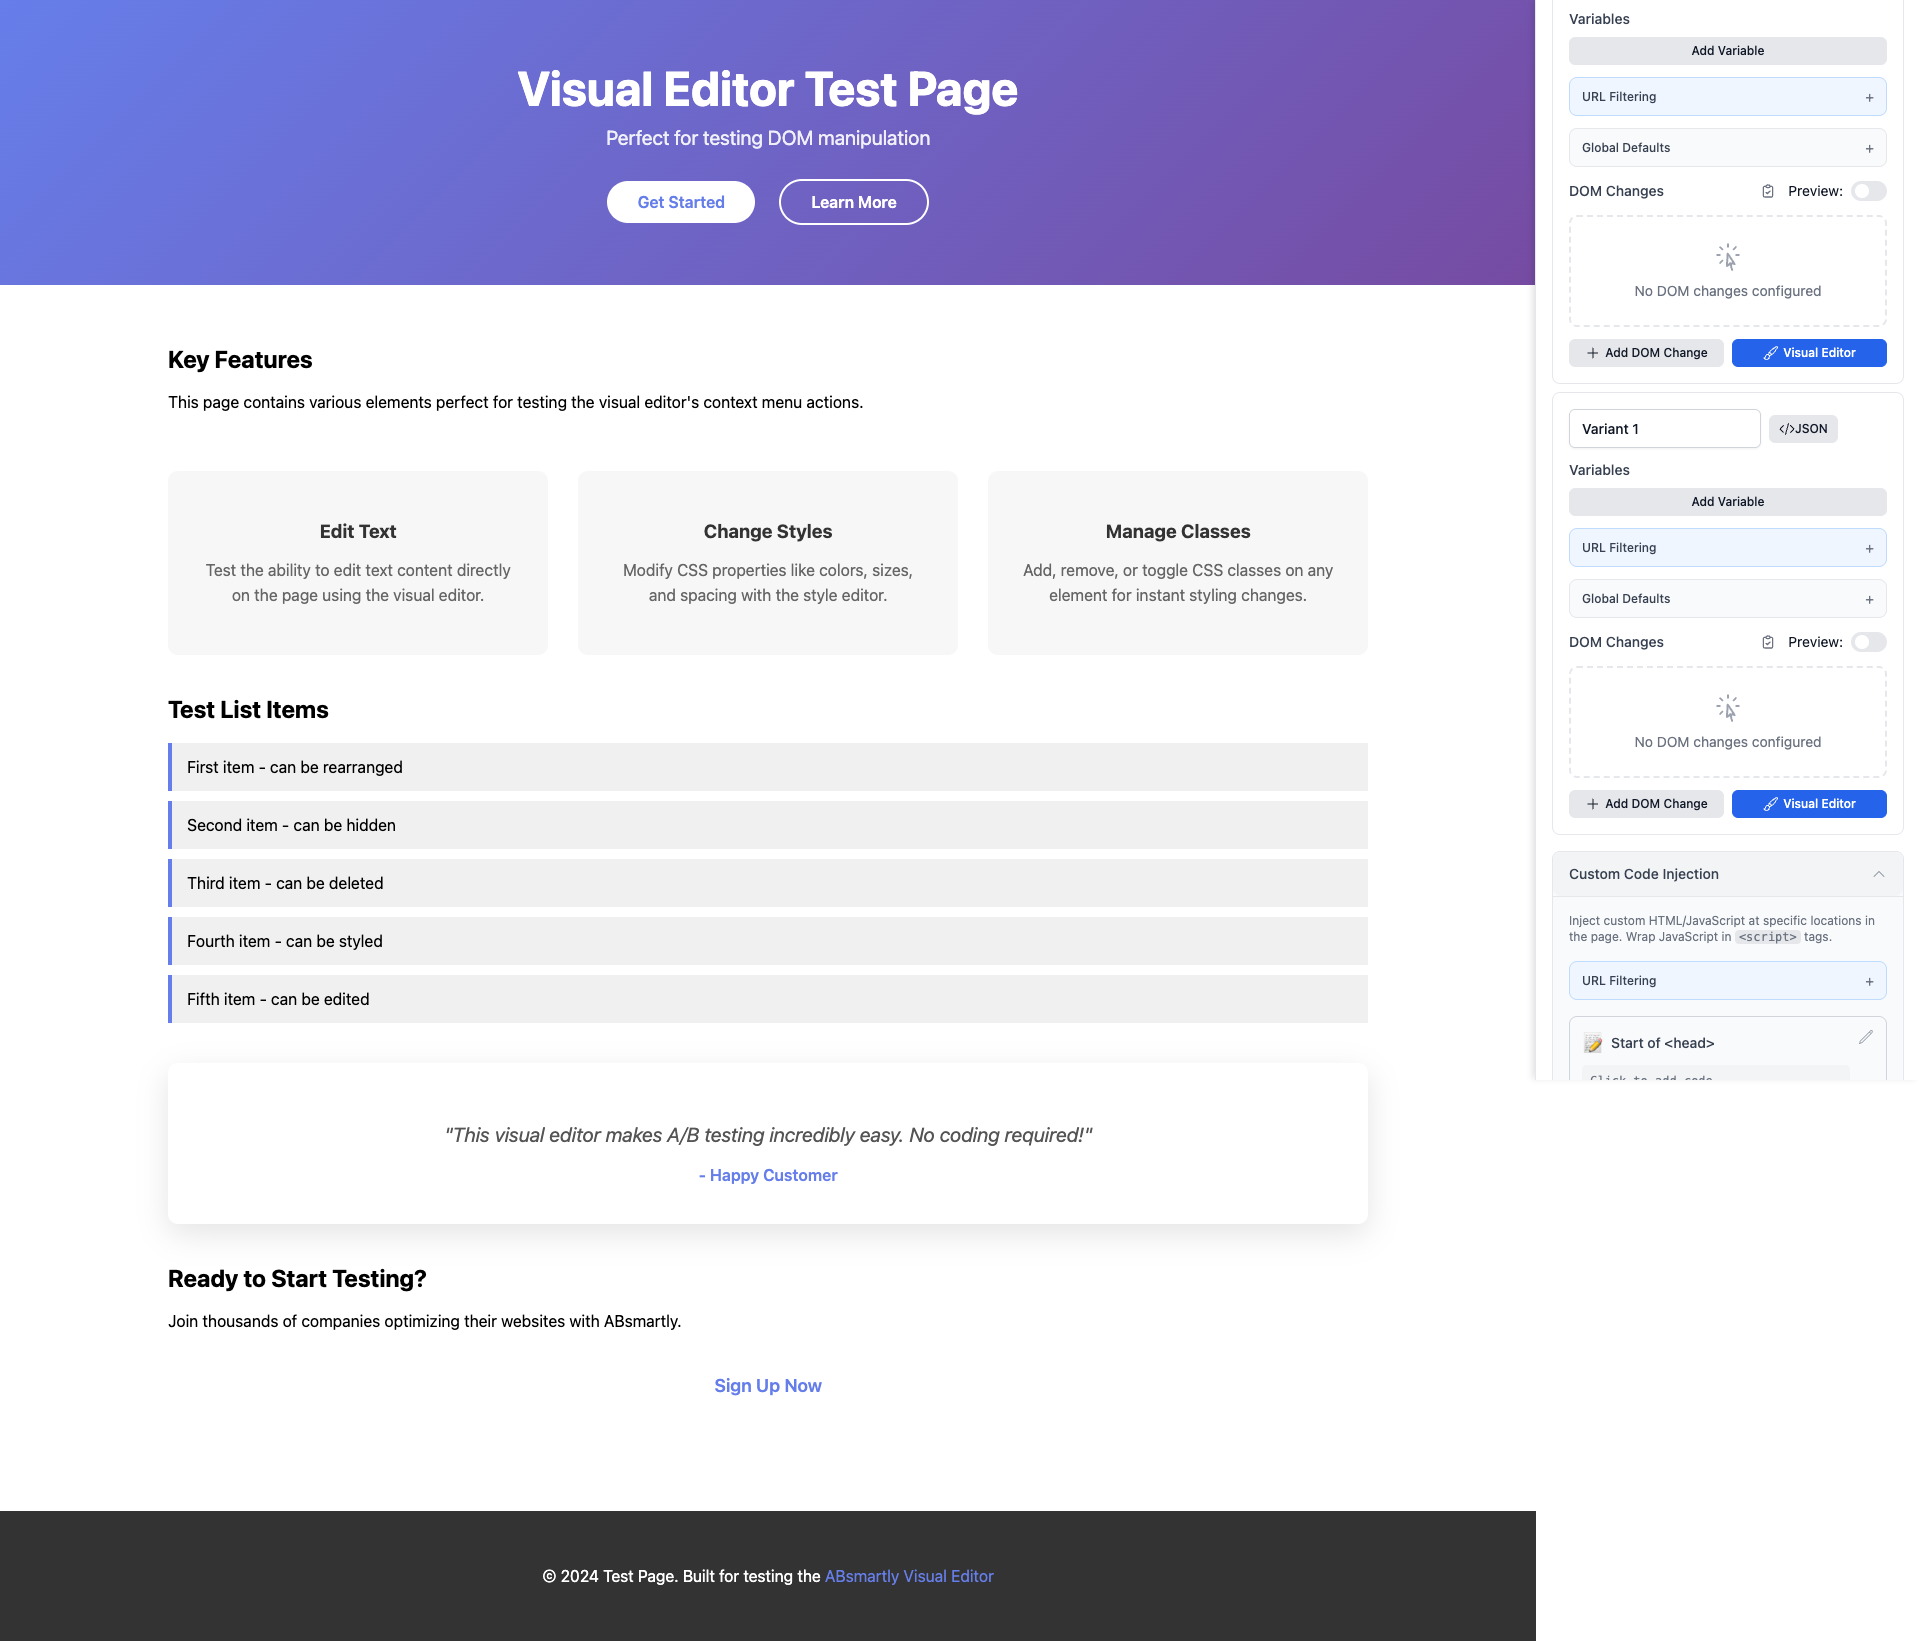 Visual Editor Test Page
Perfect for testing DOM manipulation
Get Started
Learn More
Key Features
This page contains various elements perfect for testing the visual editor's context menu actions.
Edit Text
Test the ability to edit text content directly
on the page using the visual editor.
Change Styles
Modify CSS properties like colors, sizes,
and spacing with the style editor.
Manage Classes
Add, remove, or toggle CSS classes on any
element for instant styling changes.
Test List Items
First item - can be rearranged
Second item - can be hidden
Third item - can be deleted
Fourth item - can be styled
Fifth item - can be edited
"This visual editor makes A/B testing incredibly easy. No coding required!"
- Happy Customer
Ready to Start Testing?
Join thousands of companies optimizing their websites with ABsmartly.
Sign Up Now
© 2024 Test Page. Built for testing the ABsmartly Visual Editor
Variables
Add Variable
URL Filtering +
Global Defaults +
DOM Changes Preview:
No DOM changes configured
+ Add DOM Change Visual Editor
Variant 1 </>JSON
Variables
Add Variable
URL Filtering +
Global Defaults +
DOM Changes Preview:
No DOM changes configured
+ Add DOM Change Visual Editor
Custom Code Injection
Inject custom HTML/JavaScript at specific locations in
the page. Wrap JavaScript in <script> tags.
URL Filtering +
Start of <head>
Click to add code